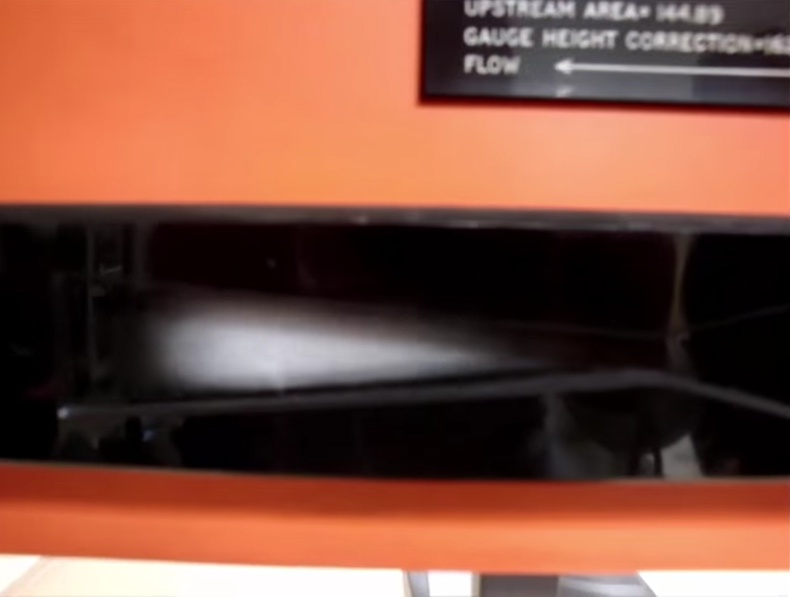 UPSTREAM AREA= 144.89
GAUGE HEIGHT CORRECTION=
FLOW